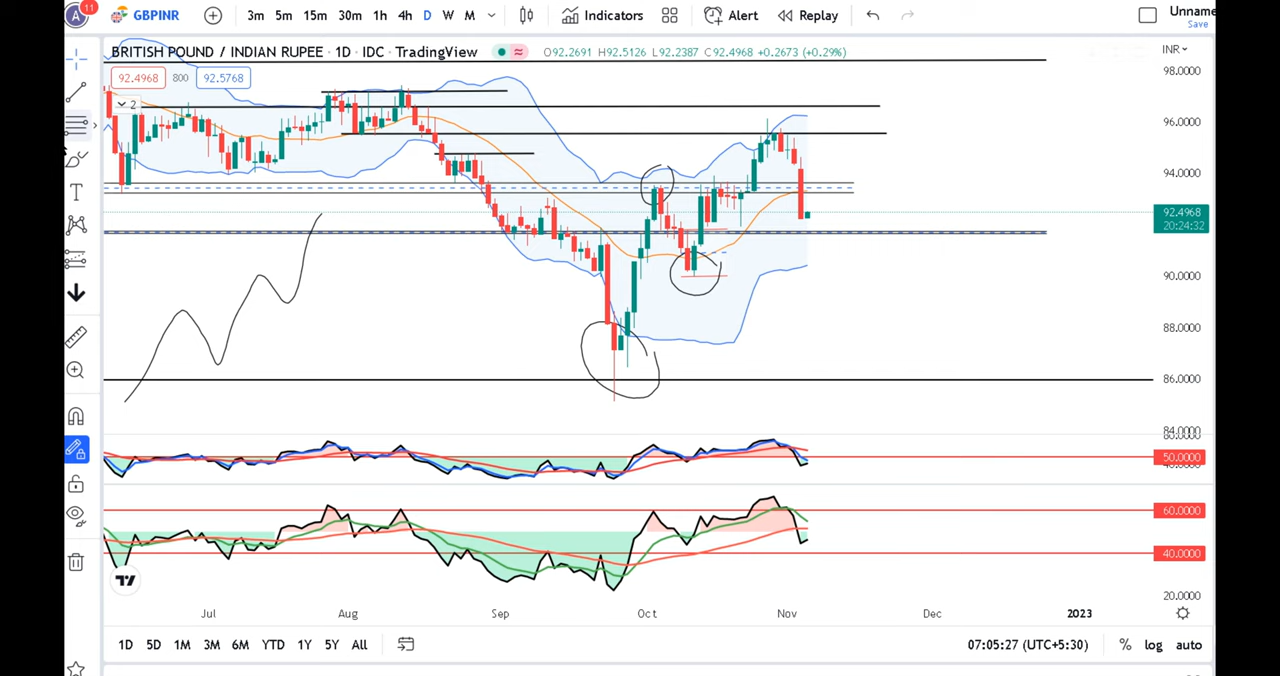 A 11 GBPINR 3m 5m 15m 30m 1h 4h D W M Indicators Alert Replay Unname
Save
BRITISH POUND / INDIAN RUPEE · 1D · IDC · TradingView O92.2691 H92.5126 L92.2387 C92.4968 +0.2673 (+0.29%) INR
92.4968 800 92.5768
2
98.0000
96.0000
94.0000
92.4968
20:24:32
90.0000
88.0000
86.0000
84.0000
50.0000
60.0000
40.0000
20.0000
Jul Aug Sep Oct Nov Dec 2023
1D 5D 1M 3M 6M YTD 1Y 5Y All 07:05:27 (UTC+5:30) % log auto